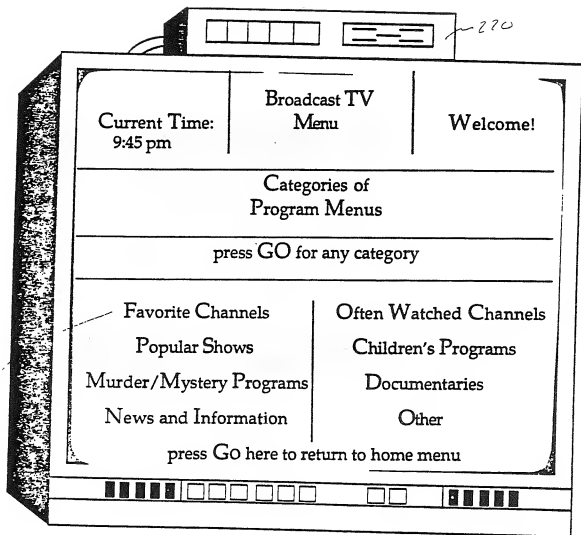 220
Broadcast TV
Menu
Current Time:
9:45 pm
Welcome!
Categories of
Program Menus
press GO for any category
Favorite Channels
Often Watched Channels
Popular Shows
Children's Programs
Murder/Mystery Programs
Documentaries
News and Information
Other
press Go here to return to home menu